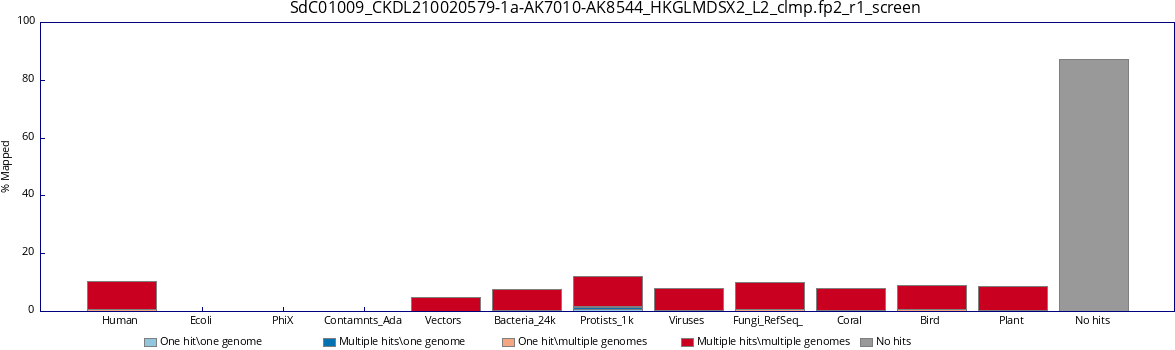 SdC01009_CKDL210020579-1a-AK7010-AK8544_HKGLMDSX2_L2_clmp.fp2_r1_screen
100
80
60
40
20
0
% Mapped
Human Ecoli PhiX Contamnts_Ada Vectors Bacteria_24k Protists_1k Viruses Fungi_RefSeq_ Coral Bird Plant No hits
One hit\one genome Multiple hits\one genome One hit\multiple genomes Multiple hits\multiple genomes No hits